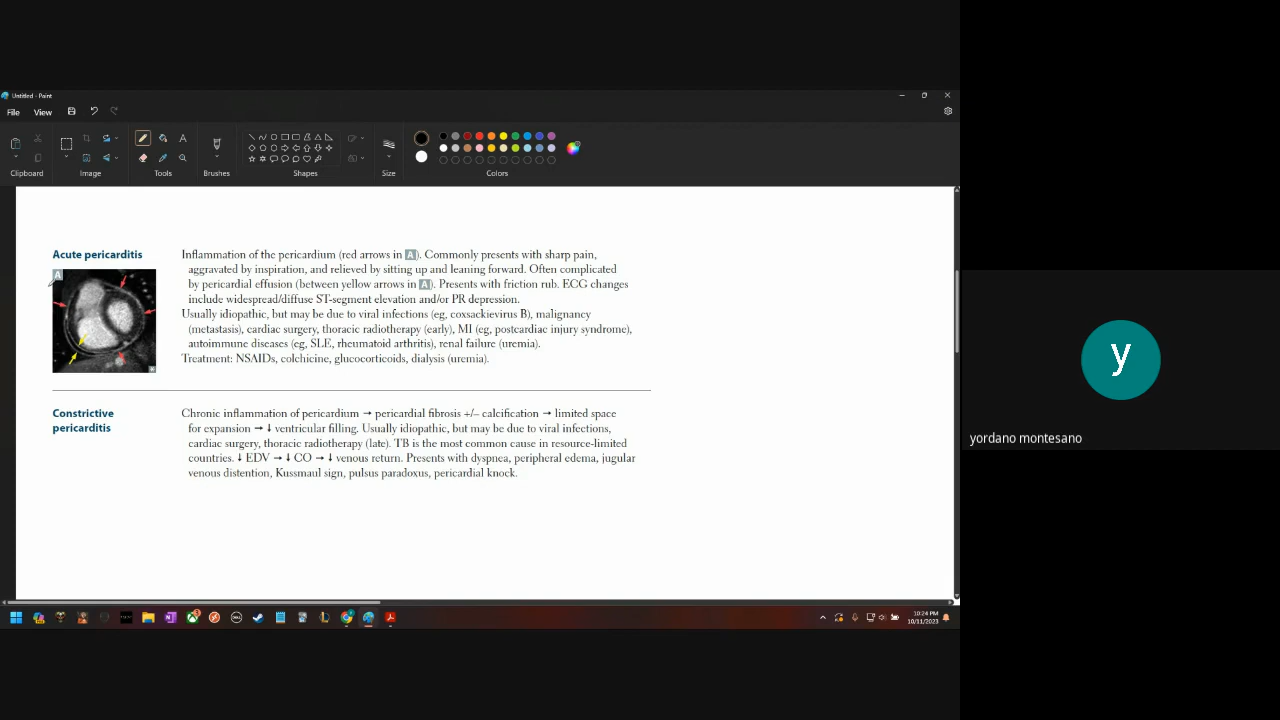 Untitled - Paint
File View
Clipboard Image Tools Brushes Shapes Size Colors
Acute pericarditis
A
Inflammation of the pericardium (red arrows in A). Commonly presents with sharp pain,
aggravated by inspiration, and relieved by sitting up and leaning forward. Often complicated
by pericardial effusion (between yellow arrows in A). Presents with friction rub. ECG changes
include widespread/diffuse ST-segment elevation and/or PR depression.
Usually idiopathic, but may be due to viral infections (eg, coxsackievirus B), malignancy
(metastasis), cardiac surgery, thoracic radiotherapy (early), MI (eg, postcardiac injury syndrome),
autoimmune diseases (eg, SLE, rheumatoid arthritis), renal failure (uremia).
Treatment: NSAIDs, colchicine, glucocorticoids, dialysis (uremia).
Constrictive
pericarditis
Chronic inflammation of pericardium → pericardial fibrosis +/– calcification → limited space
for expansion → ↓ ventricular filling. Usually idiopathic, but may be due to viral infections,
cardiac surgery, thoracic radiotherapy (late). TB is the most common cause in resource-limited
countries. ↓ EDV → ↓ CO → ↓ venous return. Presents with dyspnea, peripheral edema, jugular
venous distention, Kussmaul sign, pulsus paradoxus, pericardial knock.
10:24 PM
10/11/2023
y
yordano montesano